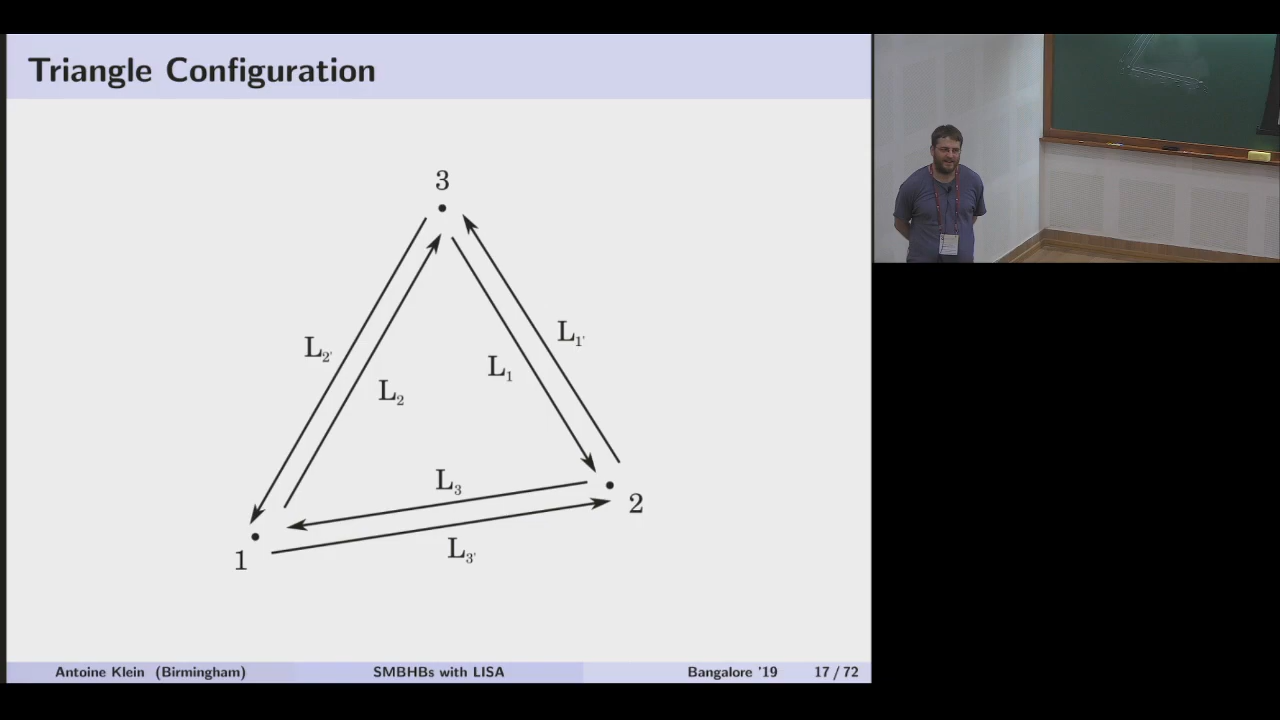 Triangle Configuration
3
L2'
L1'
L1
L2
L3
2
L3'
1
Antoine Klein (Birmingham) SMBHBs with LISA Bangalore '19 17 / 72